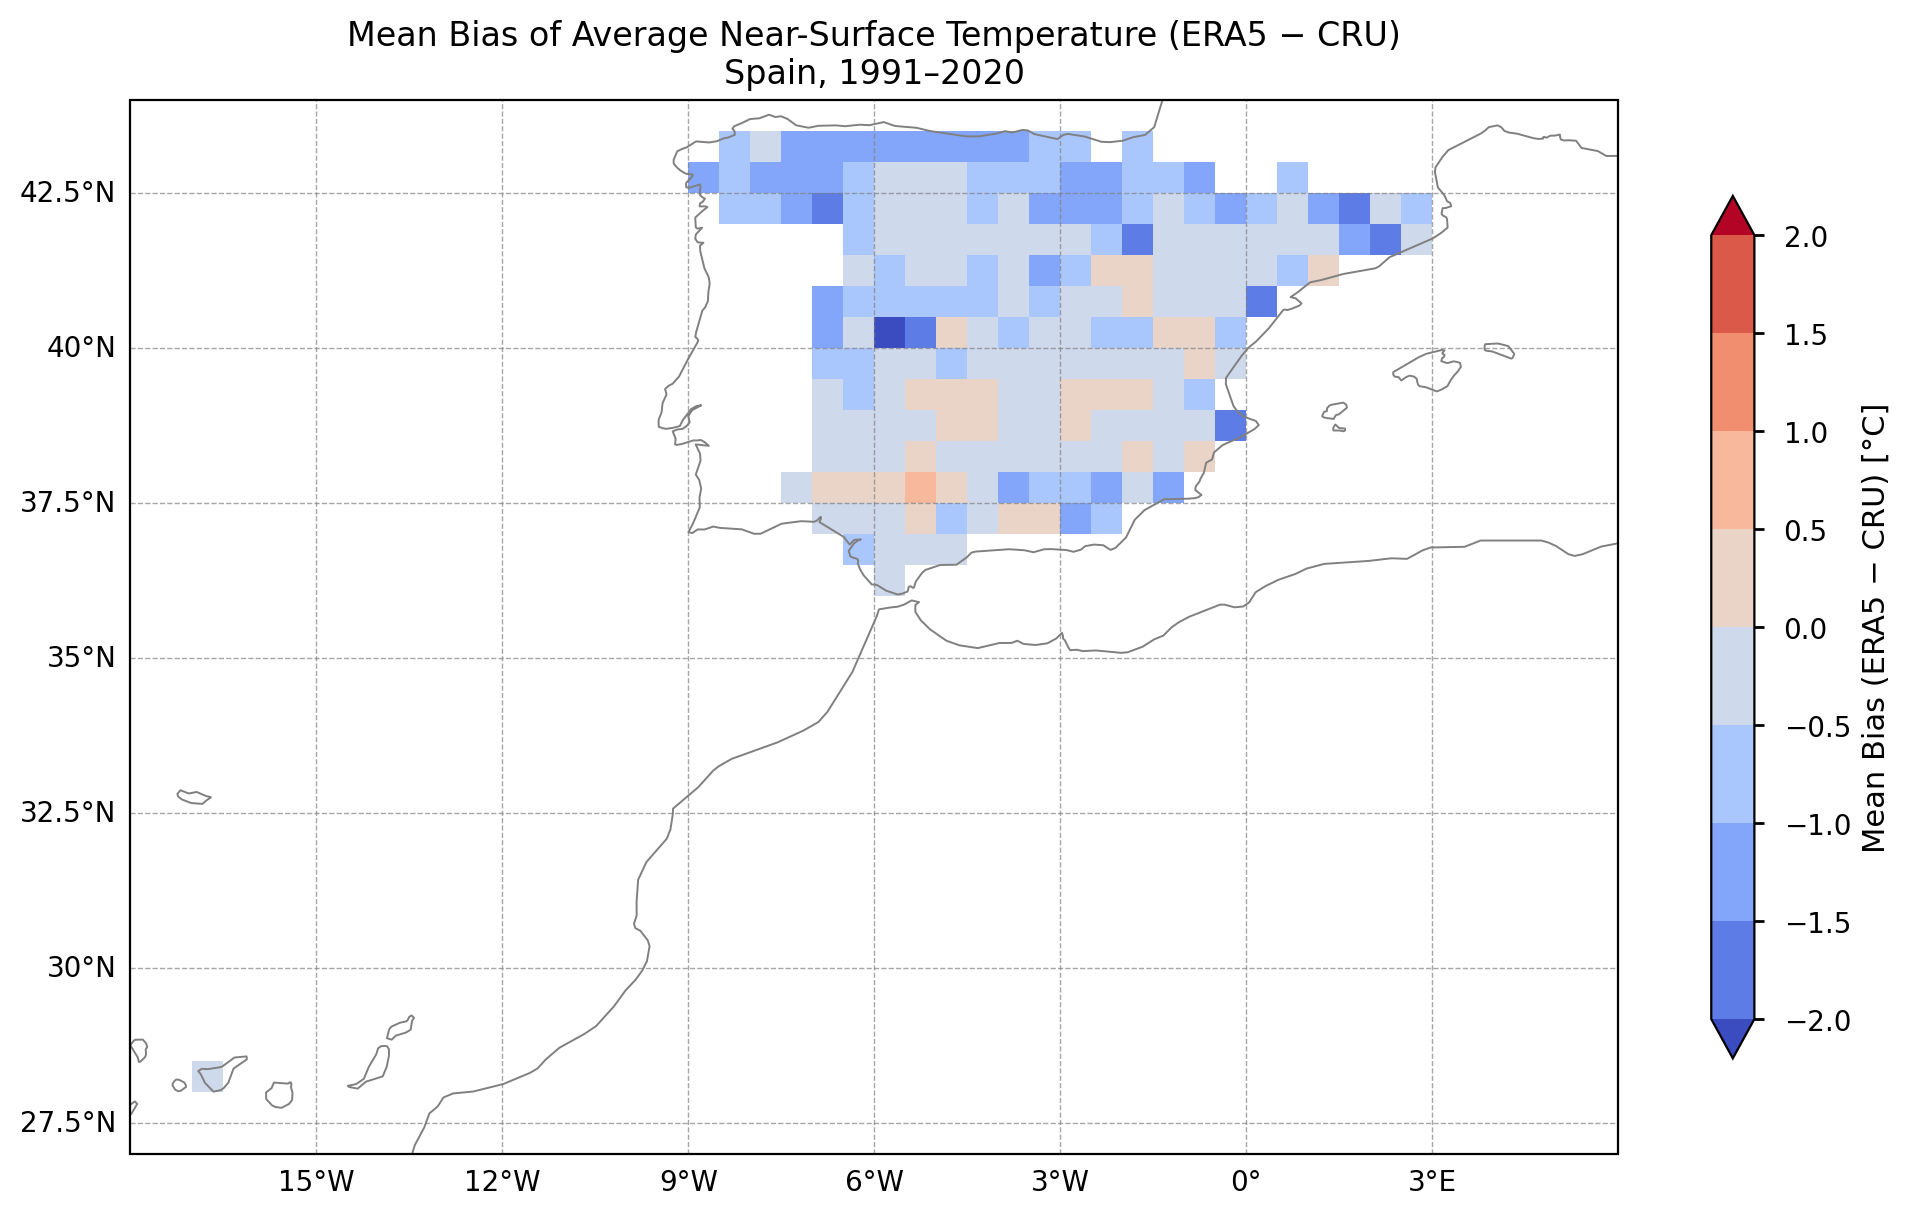 Mean Bias of Average Near-Surface Temperature (ERA5 − CRU)
Spain, 1991–2020
42.5°N
40°N
37.5°N
35°N
32.5°N
30°N
27.5°N
15°W
12°W
9°W
6°W
3°W
0°
3°E
2.0
1.5
1.0
0.5
0.0
−0.5
−1.0
−1.5
−2.0
Mean Bias (ERA5 − CRU) [°C]